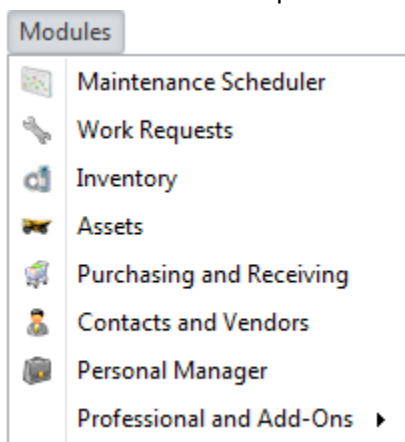 Modules
Maintenance Scheduler
Work Requests
Inventory
Assets
Purchasing and Receiving
Contacts and Vendors
Personal Manager
Professional and Add-Ons